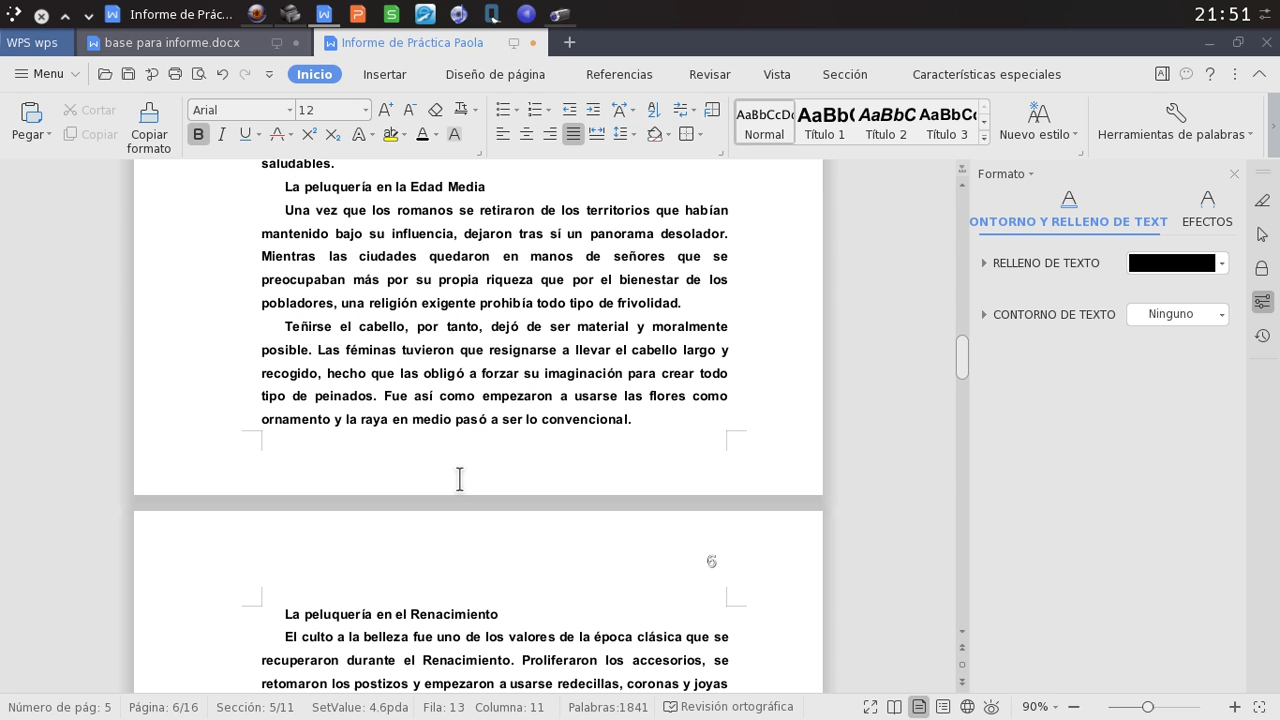 Informe de Prác...
21:51
WPS wps
base para informe.docx
Informe de Práctica Paola
Menu
Inicio
Insertar
Diseño de página
Referencias
Revisar
Vista
Sección
Características especiales
Pegar
Cortar
Copiar
Copiar formato
Arial
12
AaBbCcDc
Normal
AaBb(
Título 1
AaBbC
Título 2
AaBbCc
Título 3
Nuevo estilo
Herramientas de palabras
saludables.
La peluquería en la Edad Media
Una vez que los romanos se retiraron de los territorios que habían
mantenido bajo su influencia, dejaron tras sí un panorama desolador.
Mientras las ciudades quedaron en manos de señores que se
preocupaban más por su propia riqueza que por el bienestar de los
pobladores, una religión exigente prohibía todo tipo de frivolidad.
Teñirse el cabello, por tanto, dejó de ser material y moralmente
posible. Las féminas tuvieron que resignarse a llevar el cabello largo y
recogido, hecho que las obligó a forzar su imaginación para crear todo
tipo de peinados. Fue así como empezaron a usarse las flores como
ornamento y la raya en medio pasó a ser lo convencional.
6
La peluquería en el Renacimiento
El culto a la belleza fue uno de los valores de la época clásica que se
recuperaron durante el Renacimiento. Proliferaron los accesorios, se
retomaron los postizos y empezaron a usarse redecillas, coronas y joyas
Formato
ONTORNO Y RELLENO DE TEXT
EFECTOS
RELLENO DE TEXTO
CONTORNO DE TEXTO
Ninguno
Número de pág: 5
Página: 6/16
Sección: 5/11
SetValue: 4.6pda
Fila: 13
Columna: 11
Palabras:1841
Revisión ortográfica
90%